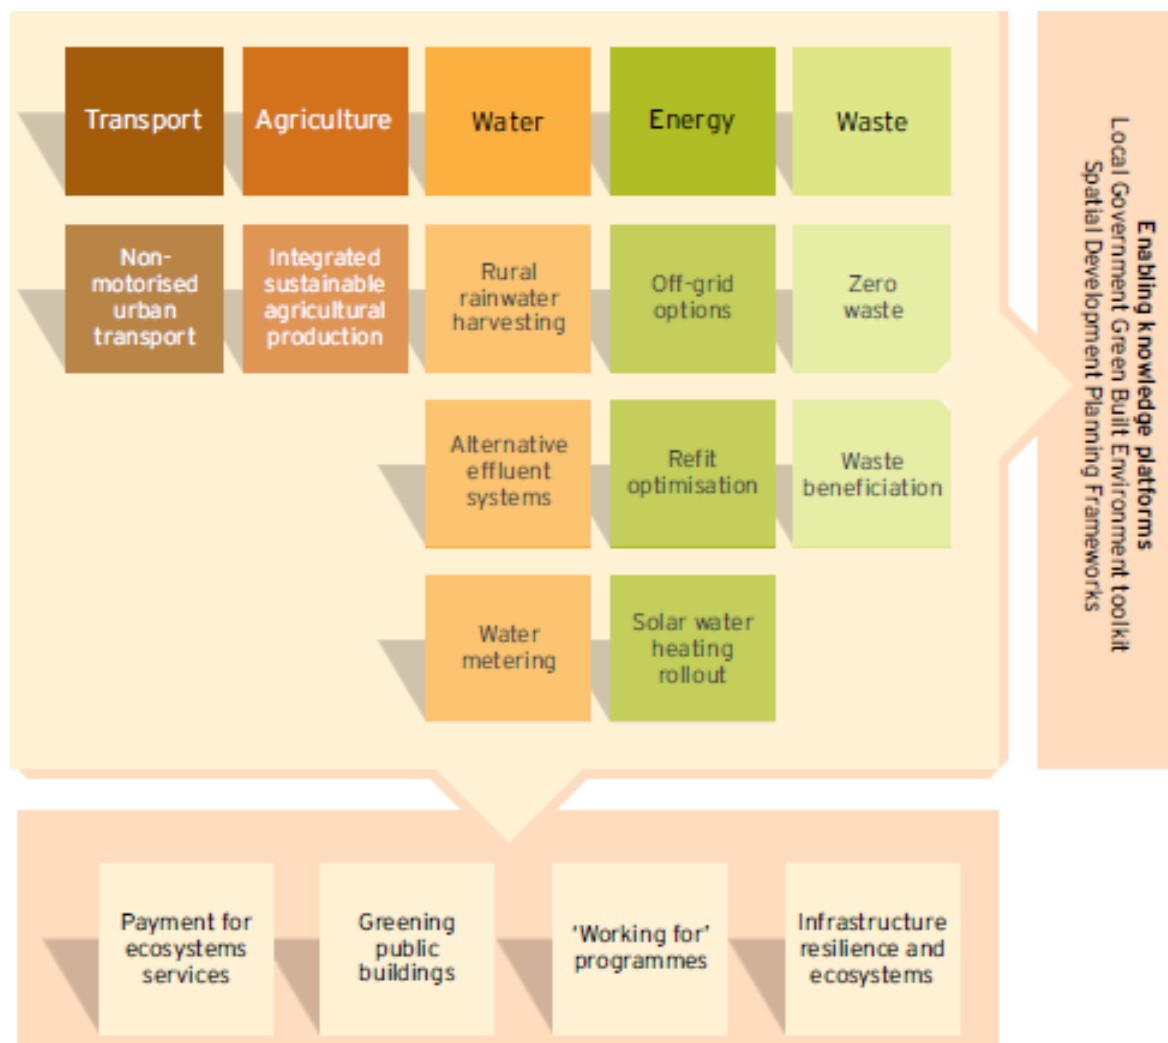 Transport
Agriculture
Water
Energy
Waste
Non-
motorised
urban
transport
Integrated
sustainable
agricultural
production
Rural
rainwater
harvesting
Off-grid
options
Zero
waste
Alternative
effluent
systems
Refit
optimisation
Waste
beneficiation
Water
metering
Solar water
heating
rollout
Enabling knowledge platforms
Local Government Green Built Environment toolkit
Spatial Development Planning Frameworks
Payment for
ecosystems
services
Greening
public
buildings
'Working for'
programmes
Infrastructure
resilience and
ecosystems